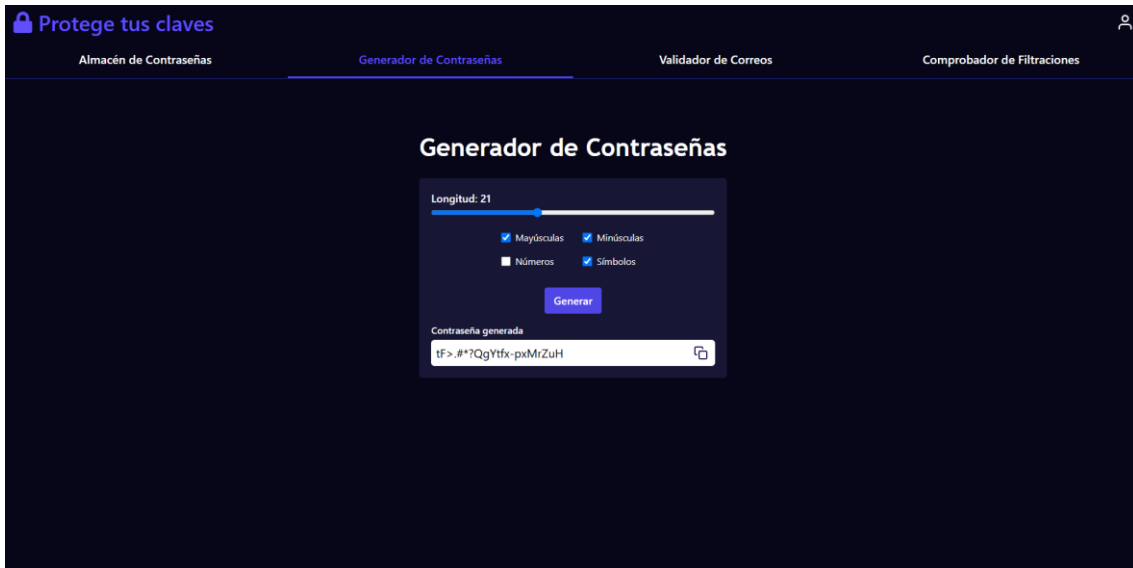 Protege tus claves
Almacén de Contraseñas Generador de Contraseñas Validador de Correos Comprobador de Filtraciones
Generador de Contraseñas
Longitud: 21
Mayúsculas Minúsculas
Números Símbolos
Generar
Contraseña generada
tF>.#*?QgYtfx-pxMrZuH